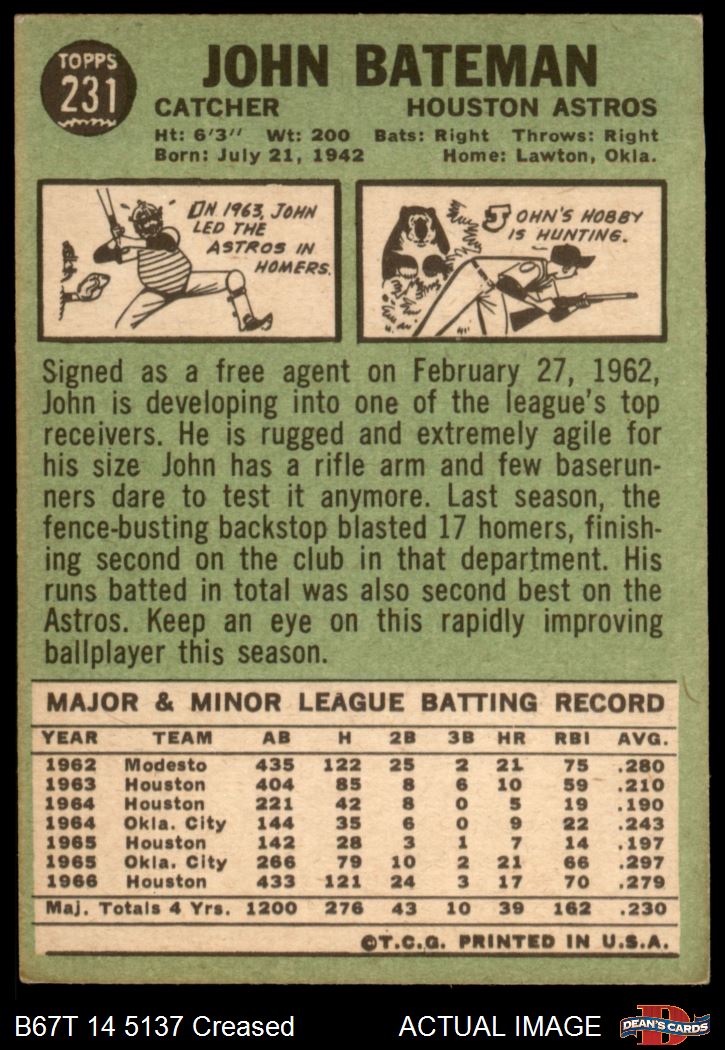 TOPPS
231
JOHN BATEMAN
CATCHER HOUSTON ASTROS
Ht: 6'3" Wt: 200 Bats: Right Throws: Right
Born: July 21, 1942 Home: Lawton, Okla.
IN 1963, JOHN
LED THE
ASTROS IN
HOMERS.
JOHN'S HOBBY
IS HUNTING.
Signed as a free agent on February 27, 1962,
John is developing into one of the league's top
receivers. He is rugged and extremely agile for
his size John has a rifle arm and few baserun-
ners dare to test it anymore. Last season, the
fence-busting backstop blasted 17 homers, finish-
ing second on the club in that department. His
runs batted in total was also second best on the
Astros. Keep an eye on this rapidly improving
ballplayer this season.
MAJOR & MINOR LEAGUE BATTING RECORD
YEAR TEAM AB H 2B 3B HR RBI AVG.
1962 Modesto 435 122 25 2 21 75 .280
1963 Houston 404 85 8 6 10 59 .210
1964 Houston 221 42 8 0 5 19 .190
1964 Okla. City 144 35 6 0 9 22 .243
1965 Houston 142 28 3 1 7 14 .197
1965 Okla. City 266 79 10 2 21 66 .297
1966 Houston 433 121 24 3 17 70 .279
Maj. Totals 4 Yrs. 1200 276 43 10 39 162 .230
©T.C.G. PRINTED IN U.S.A.
B67T 14 5137 Creased ACTUAL IMAGE
D
DEAN'S CARDS